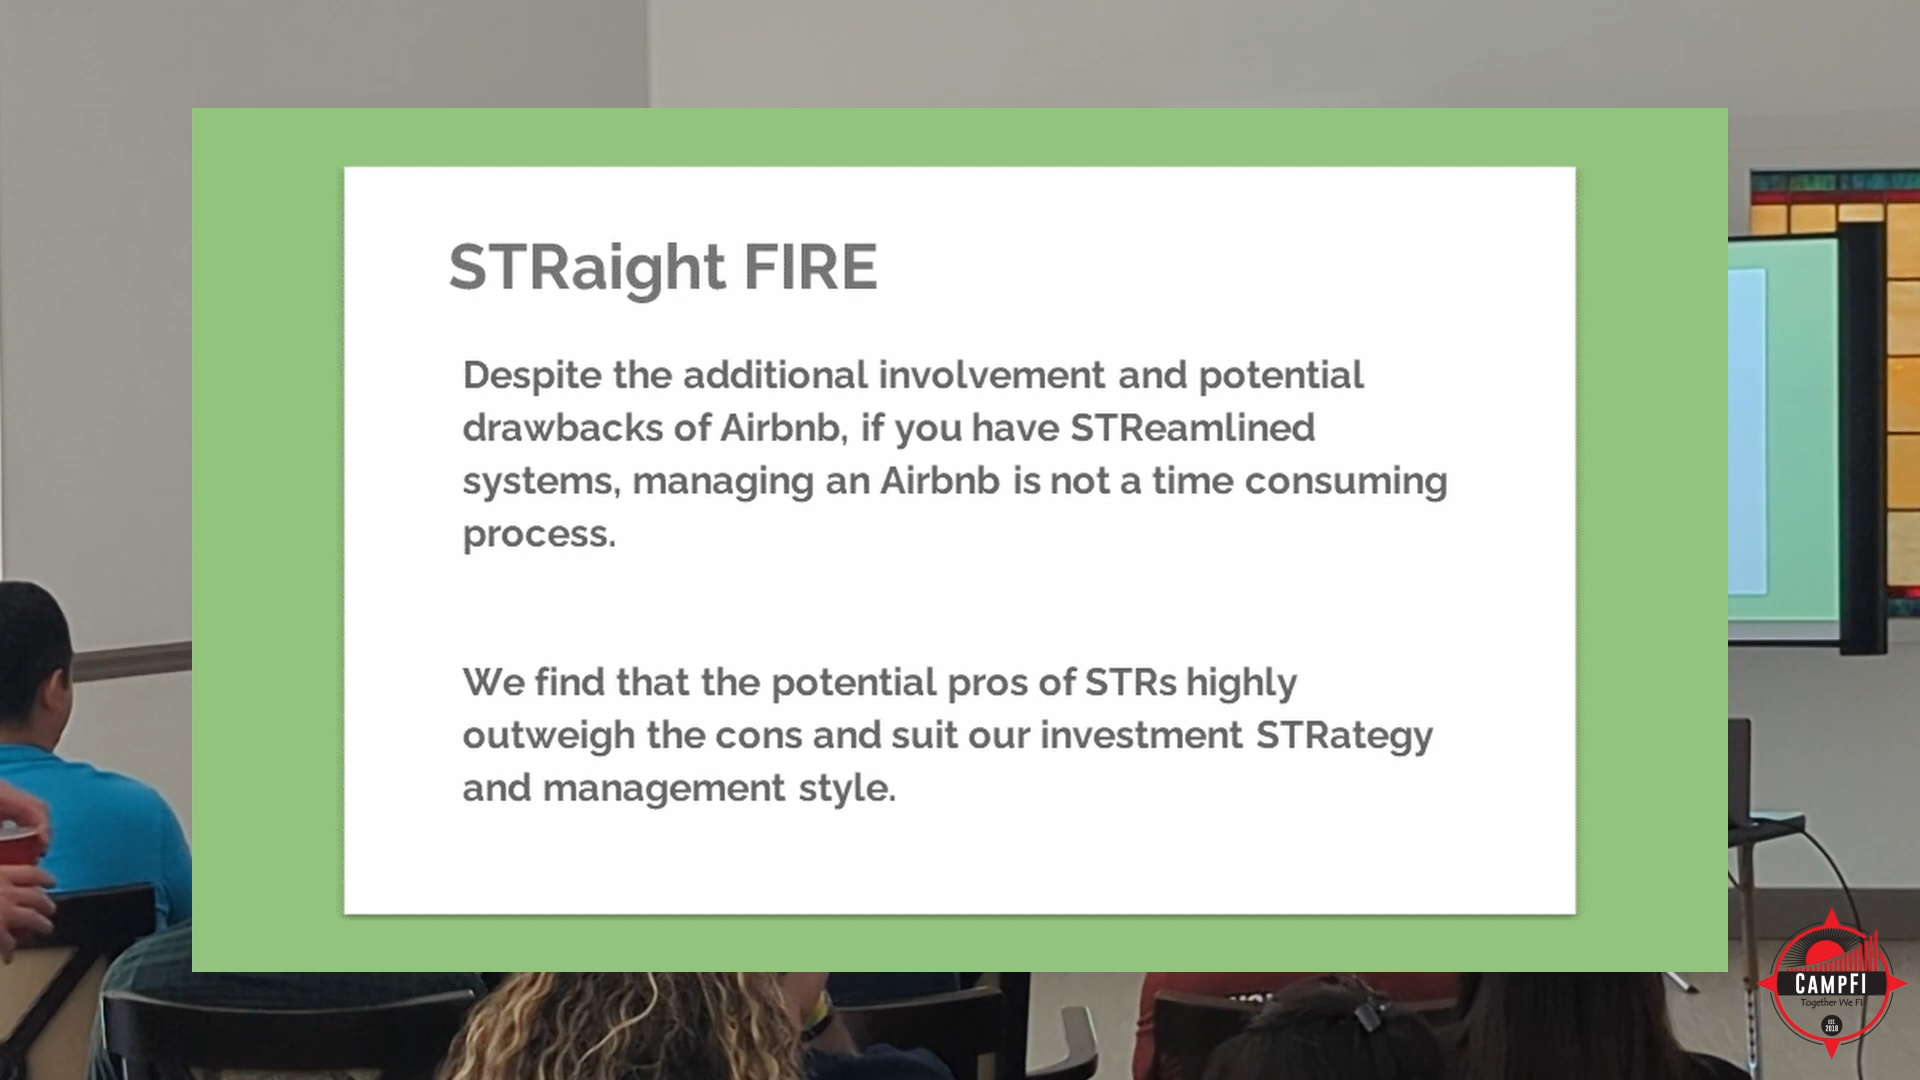 STRaight FIRE
Despite the additional involvement and potential
drawbacks of Airbnb, if you have STReamlined
systems, managing an Airbnb is not a time consuming
process.
We find that the potential pros of STRs highly
outweigh the cons and suit our investment STRategy
and management style.
CAMPFI
Together We FI
EST.
2018